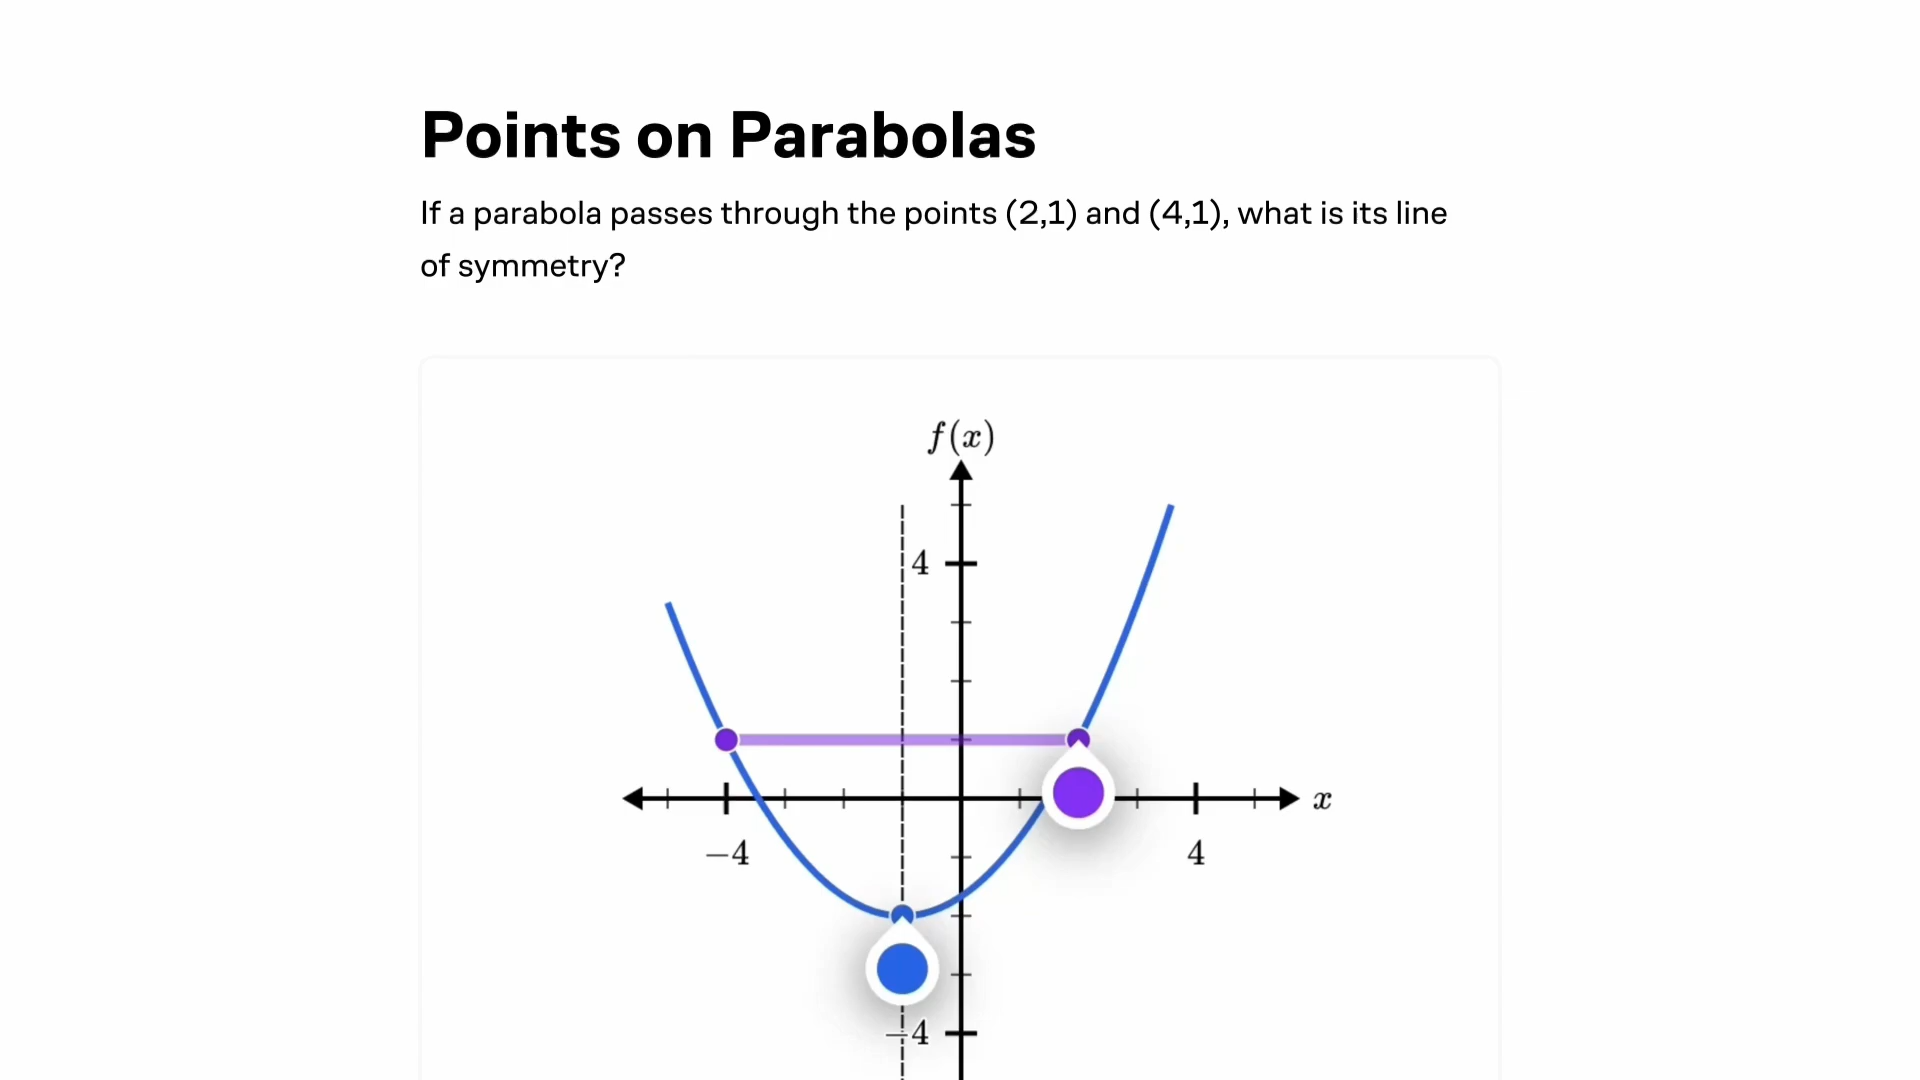 Points on Parabolas
If a parabola passes through the points (2,1) and (4,1), what is its line
of symmetry?
f(x)
4
x
−4
4
−4